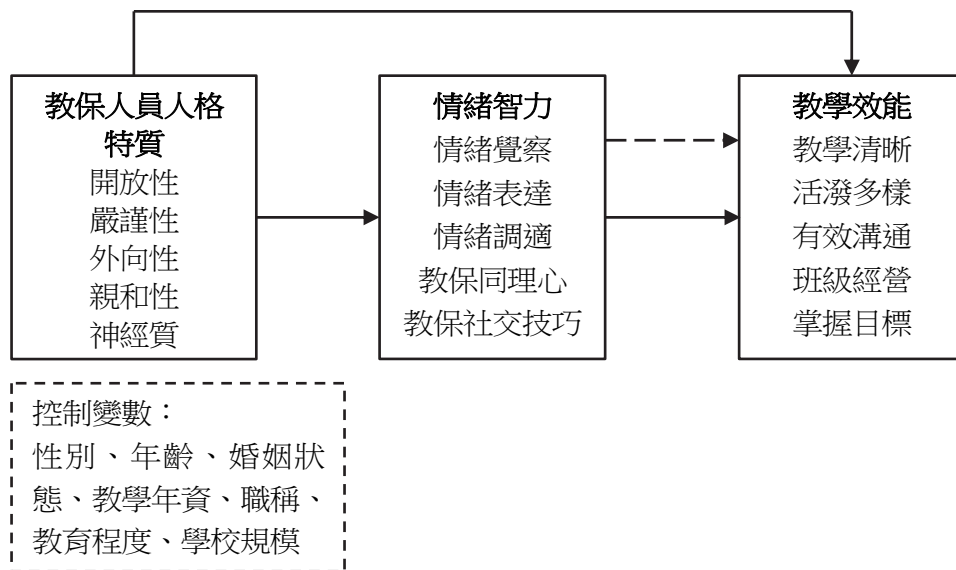 教保人員人格
特質
開放性
嚴謹性
外向性
親和性
神經質
情緒智力
情緒覺察
情緒表達
情緒調適
教保同理心
教保社交技巧
教學效能
教學清晰
活潑多樣
有效溝通
班級經營
掌握目標
控制變數：
性別、年齡、婚姻狀
態、教學年資、職稱、
教育程度、學校規模